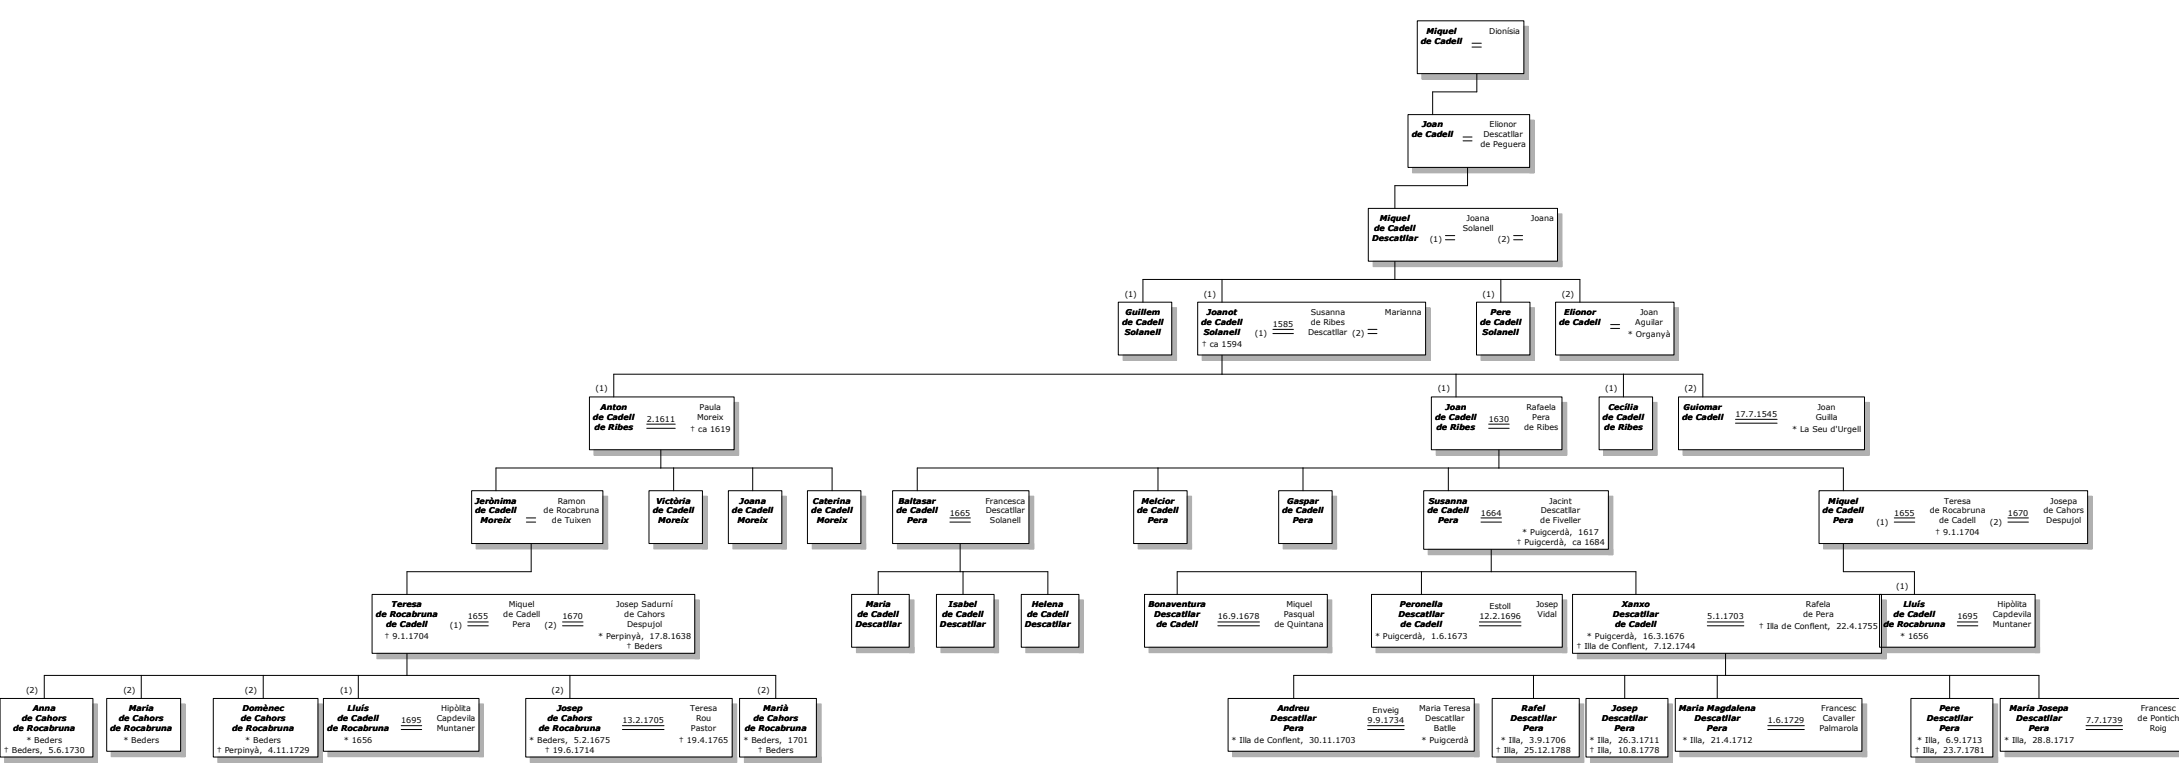 Miquel
de Cadell
=
Dionísia
Joan
de Cadell
=
Elionor
Descatllar
de Peguera
Miquel
de Cadell
Descatllar
(1) =
Joana
Solanell
(2) =
Joana
(1)
Guillem
de Cadell
Solanell
(1)
Joanot
de Cadell
Solanell
† ca 1594
(1) 1585
Susanna
de Ribes
Descatllar
(2) =
Marianna
(1)
Pere
de Cadell
Solanell
(2)
Elionor
de Cadell
=
Joan
Aguilar
* Organyà
(1)
Anton
de Cadell
de Ribes
2.1611
Paula
Moreix
† ca 1619
(1)
Joan
de Cadell
de Ribes
1630
Rafaela
Pera
de Ribes
(1)
Cecília
de Cadell
de Ribes
(2)
Guiomar
de Cadell
17.7.1545
Joan
Guilla
* La Seu d'Urgell
Jerònima
de Cadell
Moreix
=
Ramon
de Rocabruna
de Tuixen
Victòria
de Cadell
Moreix
Joana
de Cadell
Moreix
Caterina
de Cadell
Moreix
Baltasar
de Cadell
Pera
1665
Francesca
Descatllar
Solanell
Melcior
de Cadell
Pera
Gaspar
de Cadell
Pera
Susanna
de Cadell
Pera
1664
Jacint
Descatllar
de Fiveller
* Puigcerdà, 1617
† Puigcerdà, ca 1684
Miquel
de Cadell
Pera
(1) 1655
Teresa
de Rocabruna
de Cadell
† 9.1.1704
(2) 1670
Josepa
de Cahors
Despujol
Teresa
de Rocabruna
de Cadell
† 9.1.1704
(1) 1655
Miquel
de Cadell
Pera
(2) 1670
Josep Sadurní
de Cahors
Despujol
* Perpinyà, 17.8.1638
† Beders
Maria
de Cadell
Descatllar
Isabel
de Cadell
Descatllar
Helena
de Cadell
Descatllar
Bonaventura
Descatllar
de Cadell
16.9.1678
Miquel
Pasqual
de Quintana
Peronella
Descatllar
de Cadell
* Puigcerdà, 1.6.1673
Estoll
12.2.1696
Josep
Vidal
Xanxo
Descatllar
de Cadell
* Puigcerdà, 16.3.1676
† Illa de Conflent, 7.12.1744
5.1.1703
Rafela
de Pera
† Illa de Conflent, 22.4.1755
(1)
Lluís
de Cadell
de Rocabruna
* 1656
1695
Hipòlita
Capdevila
Muntaner
(2)
Anna
de Cahors
de Rocabruna
* Beders
† Beders, 5.6.1730
(2)
Maria
de Cahors
de Rocabruna
* Beders
(2)
Domènec
de Cahors
de Rocabruna
* Beders
† Perpinyà, 4.11.1729
(1)
Lluís
de Cadell
de Rocabruna
* 1656
1695
Hipòlita
Capdevila
Muntaner
(2)
Josep
de Cahors
de Rocabruna
* Beders, 5.2.1675
† 19.6.1714
13.2.1705
Teresa
Rou
Pastor
† 19.4.1765
(2)
Marià
de Cahors
de Rocabruna
* Beders, 1701
† Beders
Andreu
Descatllar
Pera
* Illa de Conflent, 30.11.1703
Enveig
9.9.1734
Maria Teresa
Descatllar
Batlle
* Puigcerdà
Rafel
Descatllar
Pera
* Illa, 3.9.1706
† Illa, 25.12.1788
Josep
Descatllar
Pera
* Illa, 26.3.1711
† Illa, 10.8.1778
Maria Magdalena
Descatllar
Pera
* Illa, 21.4.1712
1.6.1729
Francesc
Cavaller
Palmarola
Pere
Descatllar
Pera
* Illa, 6.9.1713
† Illa, 23.7.1781
Maria Josepa
Descatllar
Pera
* Illa, 28.8.1717
7.7.1739
Francesc
de Pontich
Roig